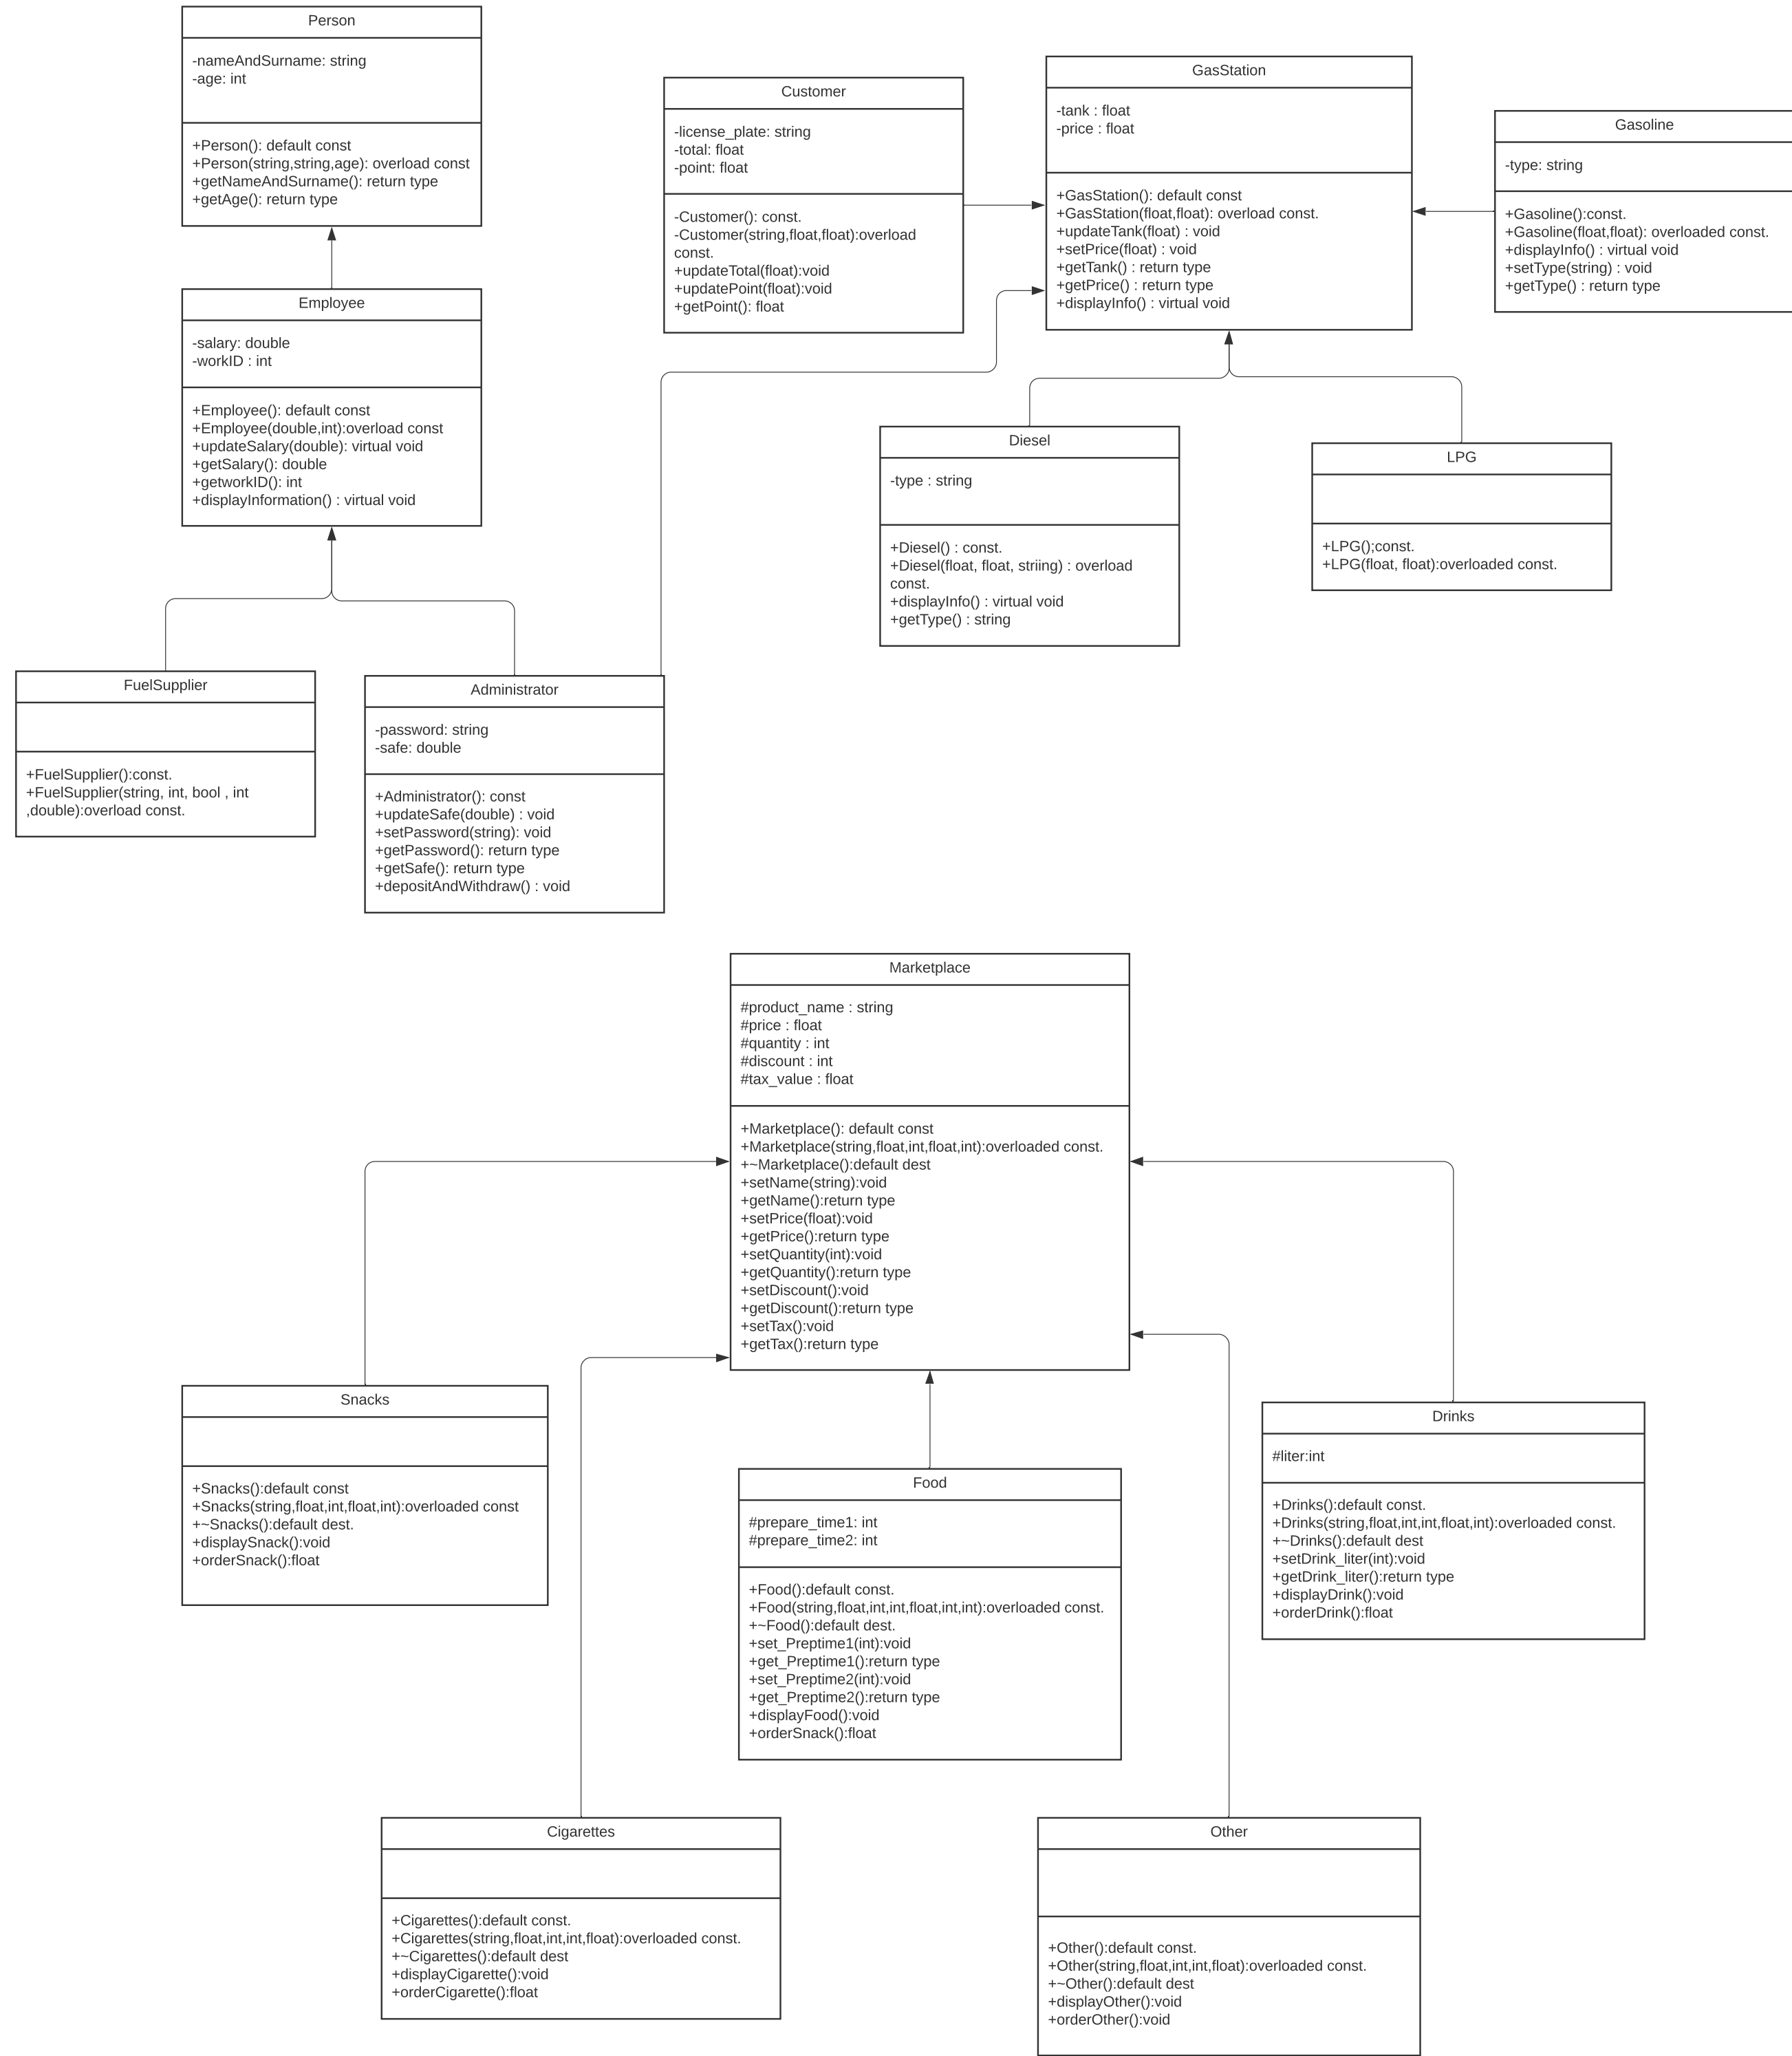 Person
-nameAndSurname: string
-age: int
+Person(): default const
+Person(string,string,age): overload const
+getNameAndSurname(): return type
+getAge(): return type
Customer
-license_plate: string
-total: float
-point: float
-Customer(): const.
-Customer(string,float,float):overload
const.
+updateTotal(float):void
+updatePoint(float):void
+getPoint(): float
GasStation
-tank : float
-price : float
+GasStation(): default const
+GasStation(float,float): overload const.
+updateTank(float) : void
+setPrice(float) : void
+getTank() : return type
+getPrice() : return type
+displayInfo() : virtual void
Gasoline
-type: string
+Gasoline():const.
+Gasoline(float,float): overloaded const.
+displayInfo() : virtual void
+setType(string) : void
+getType() : return type
Employee
-salary: double
-workID : int
+Employee(): default const
+Employee(double,int):overload const
+updateSalary(double): virtual void
+getSalary(): double
+getworkID(): int
+displayInformation() : virtual void
Diesel
-type : string
+Diesel() : const.
+Diesel(float, float, striing) : overload
const.
+displayInfo() : virtual void
+getType() : string
LPG
+LPG();const.
+LPG(float, float):overloaded const.
FuelSupplier
+FuelSupplier():const.
+FuelSupplier(string, int, bool , int
,double):overload const.
Administrator
-password: string
-safe: double
+Administrator(): const
+updateSafe(double) : void
+setPassword(string): void
+getPassword(): return type
+getSafe(): return type
+depositAndWithdraw() : void
Marketplace
#product_name : string
#price : float
#quantity : int
#discount : int
#tax_value : float
+Marketplace(): default const
+Marketplace(string,float,int,float,int):overloaded const.
+~Marketplace():default dest
+setName(string):void
+getName():return type
+setPrice(float):void
+getPrice():return type
+setQuantity(int):void
+getQuantity():return type
+setDiscount():void
+getDiscount():return type
+setTax():void
+getTax():return type
Snacks
+Snacks():default const
+Snacks(string,float,int,float,int):overloaded const
+~Snacks():default dest.
+displaySnack():void
+orderSnack():float
Food
#prepare_time1: int
#prepare_time2: int
+Food():default const.
+Food(string,float,int,int,float,int,int):overloaded const.
+~Food():default dest.
+set_Preptime1(int):void
+get_Preptime1():return type
+set_Preptime2(int):void
+get_Preptime2():return type
+displayFood():void
+orderSnack():float
Drinks
#liter:int
+Drinks():default const.
+Drinks(string,float,int,int,float,int):overloaded const.
+~Drinks():default dest
+setDrink_liter(int):void
+getDrink_liter():return type
+displayDrink():void
+orderDrink():float
Cigarettes
+Cigarettes():default const.
+Cigarettes(string,float,int,int,float):overloaded const.
+~Cigarettes():default dest
+displayCigarette():void
+orderCigarette():float
Other
+Other():default const.
+Other(string,float,int,int,float):overloaded const.
+~Other():default dest
+displayOther():void
+orderOther():void